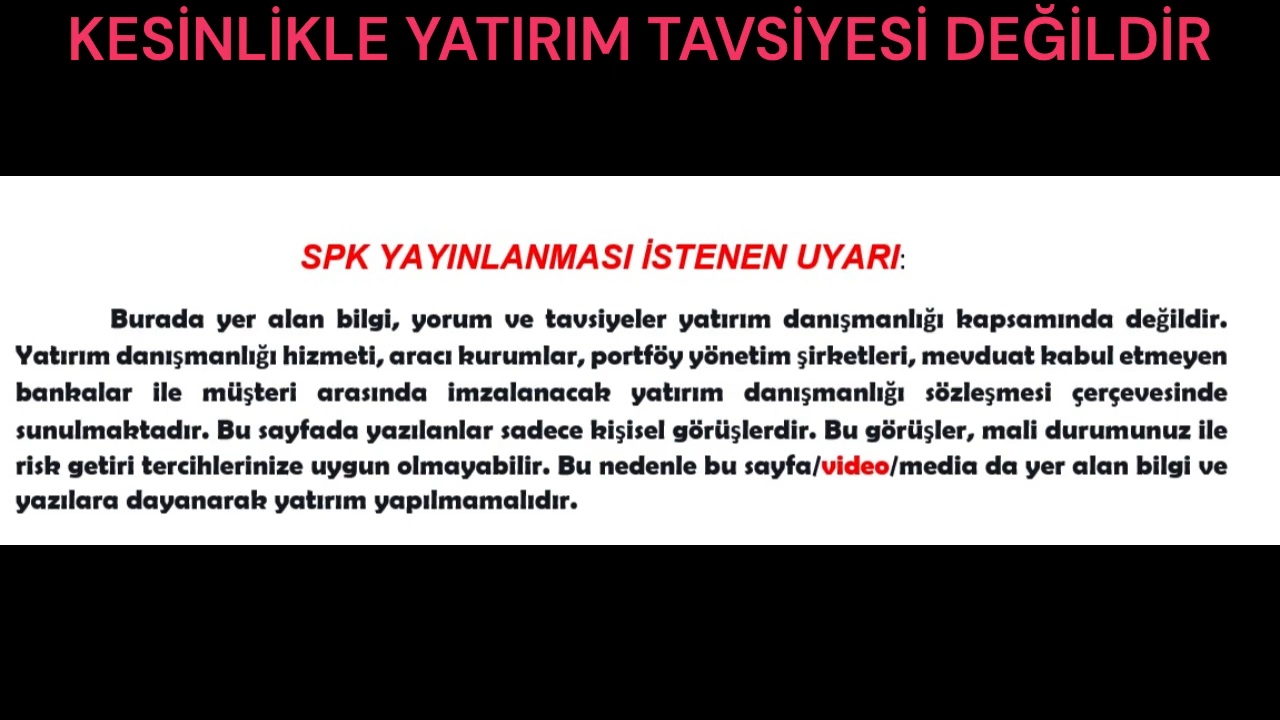 KESİNLİKLE YATIRIM TAVSİYESİ DEĞİLDİR
SPK YAYINLANMASI İSTENEN UYARI:
Burada yer alan bilgi, yorum ve tavsiyeler yatırım danışmanlığı kapsamında değildir.
Yatırım danışmanlığı hizmeti, aracı kurumlar, portföy yönetim şirketleri, mevduat kabul etmeyen
bankalar ile müşteri arasında imzalanacak yatırım danışmanlığı sözleşmesi çerçevesinde
sunulmaktadır. Bu sayfada yazılanlar sadece kişisel görüşlerdir. Bu görüşler, mali durumunuz ile
risk getiri tercihlerinize uygun olmayabilir. Bu nedenle bu sayfa/video/media da yer alan bilgi ve
yazılara dayanarak yatırım yapılmamalıdır.